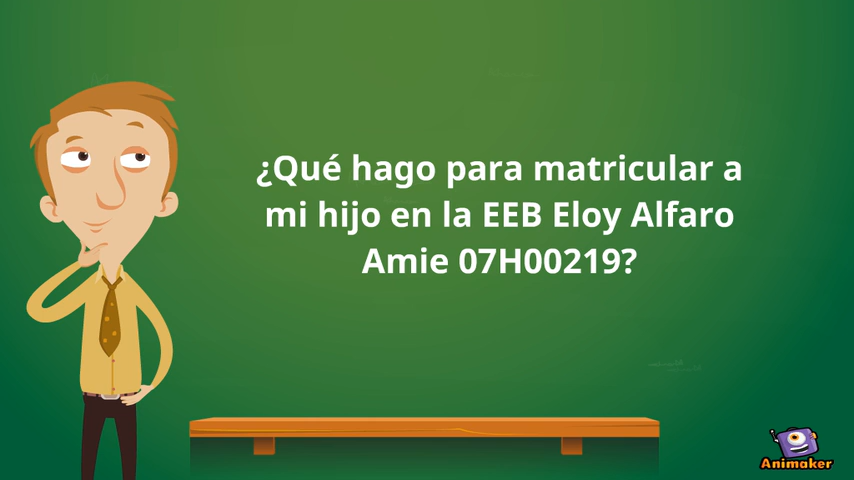 ¿Qué hago para matricular a
mi hijo en la EEB Eloy Alfaro
Amie 07H00219?
Animaker